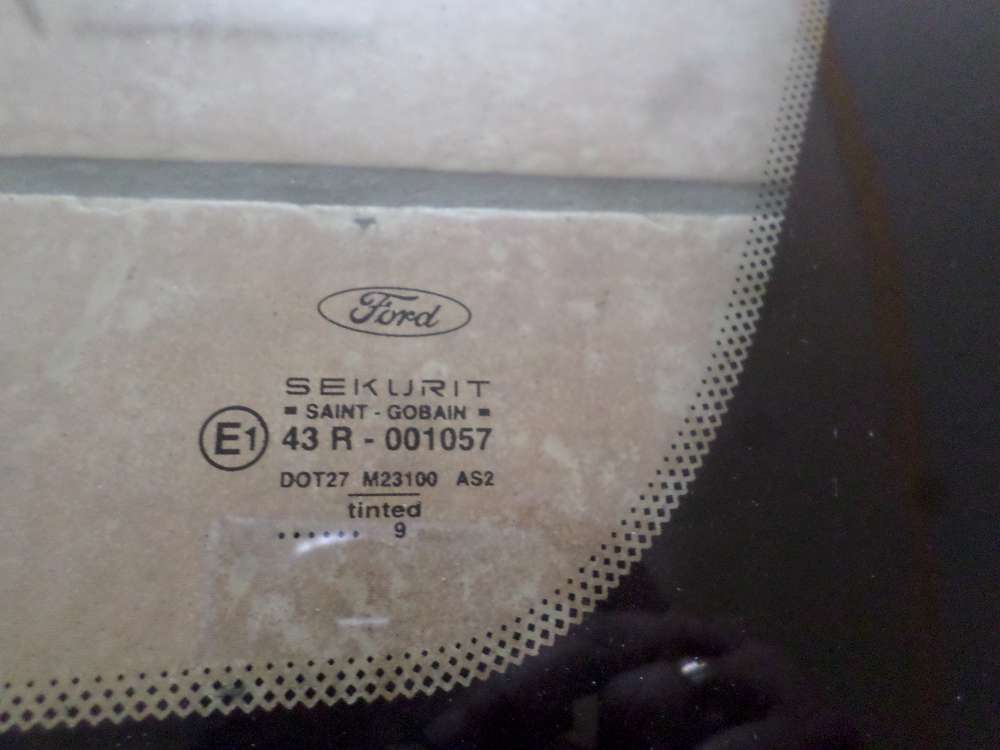 Ford
SEKURIT
SAINT - GOBAIN
E1 43 R - 001057
DOT27 M23100 AS2
tinted
...... 9